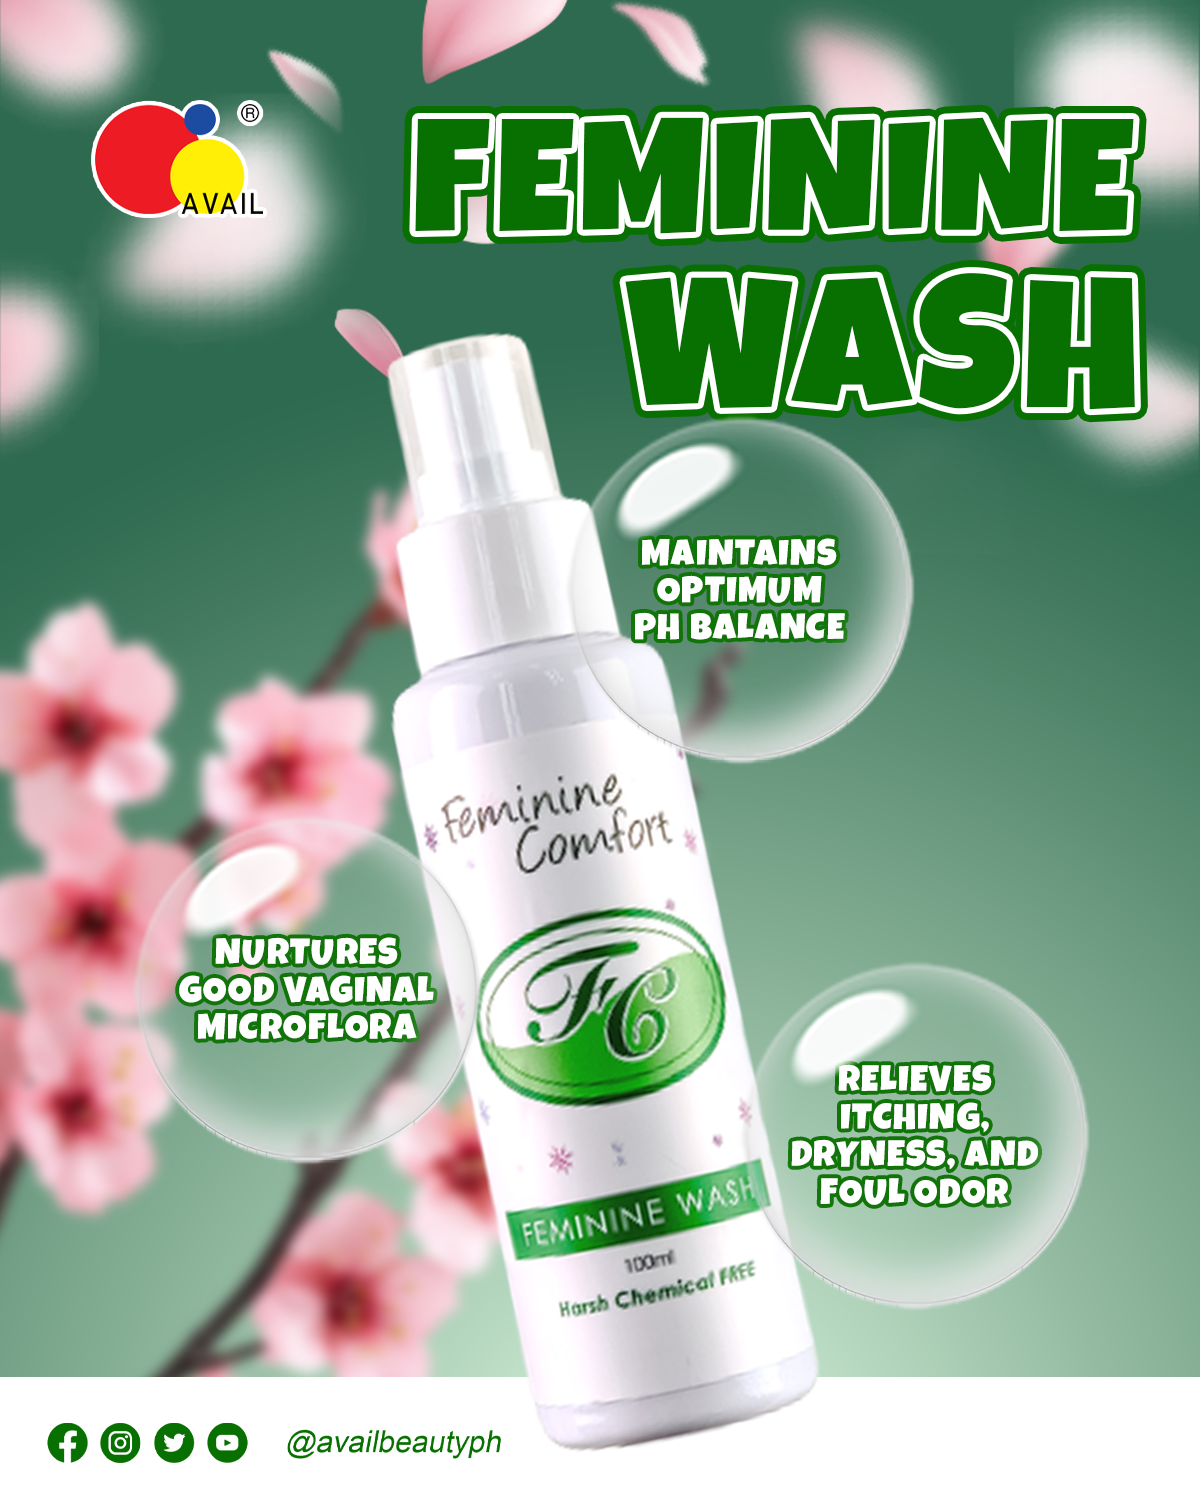 AVAIL
®
FEMININE
WASH
MAINTAINS
OPTIMUM
PH BALANCE
Feminine
Comfort
FC
NURTURES
GOOD VAGINAL
MICROFLORA
RELIEVES
ITCHING,
DRYNESS, AND
FOUL ODOR
FEMININE WASH
100ml
Harsh Chemical FREE
@availbeautyph